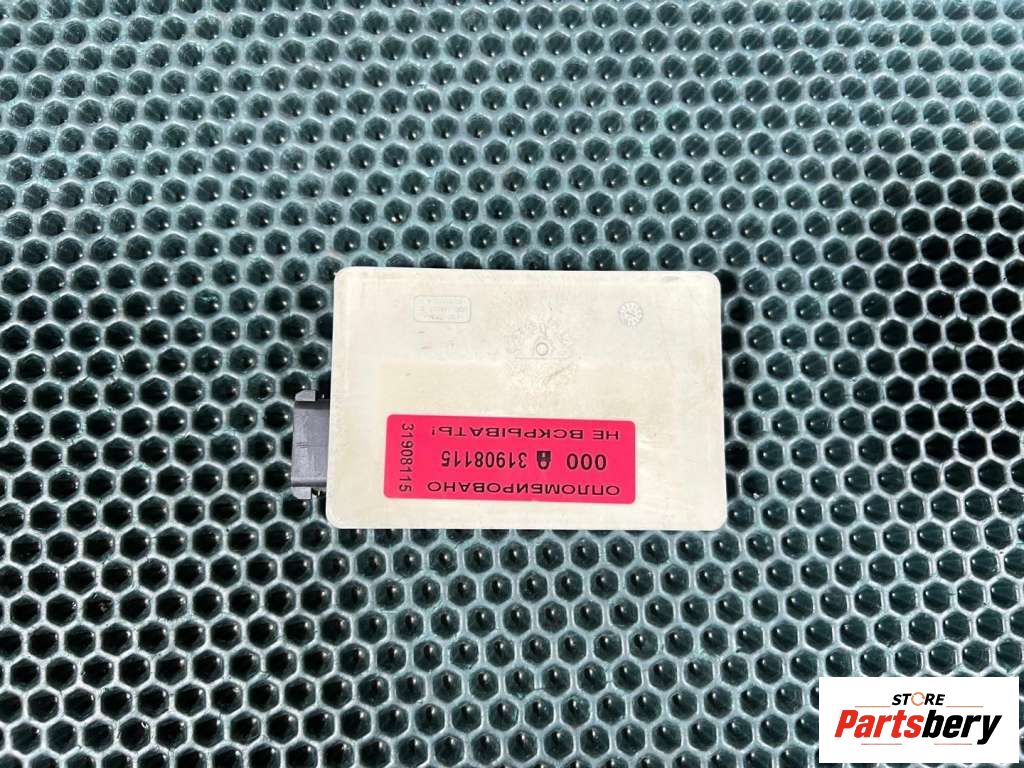 ОПЛОМБИРОВАНО
000 31908115
НЕ ВСКРЫВАТЬ!
31908115
STORE
Partsbery